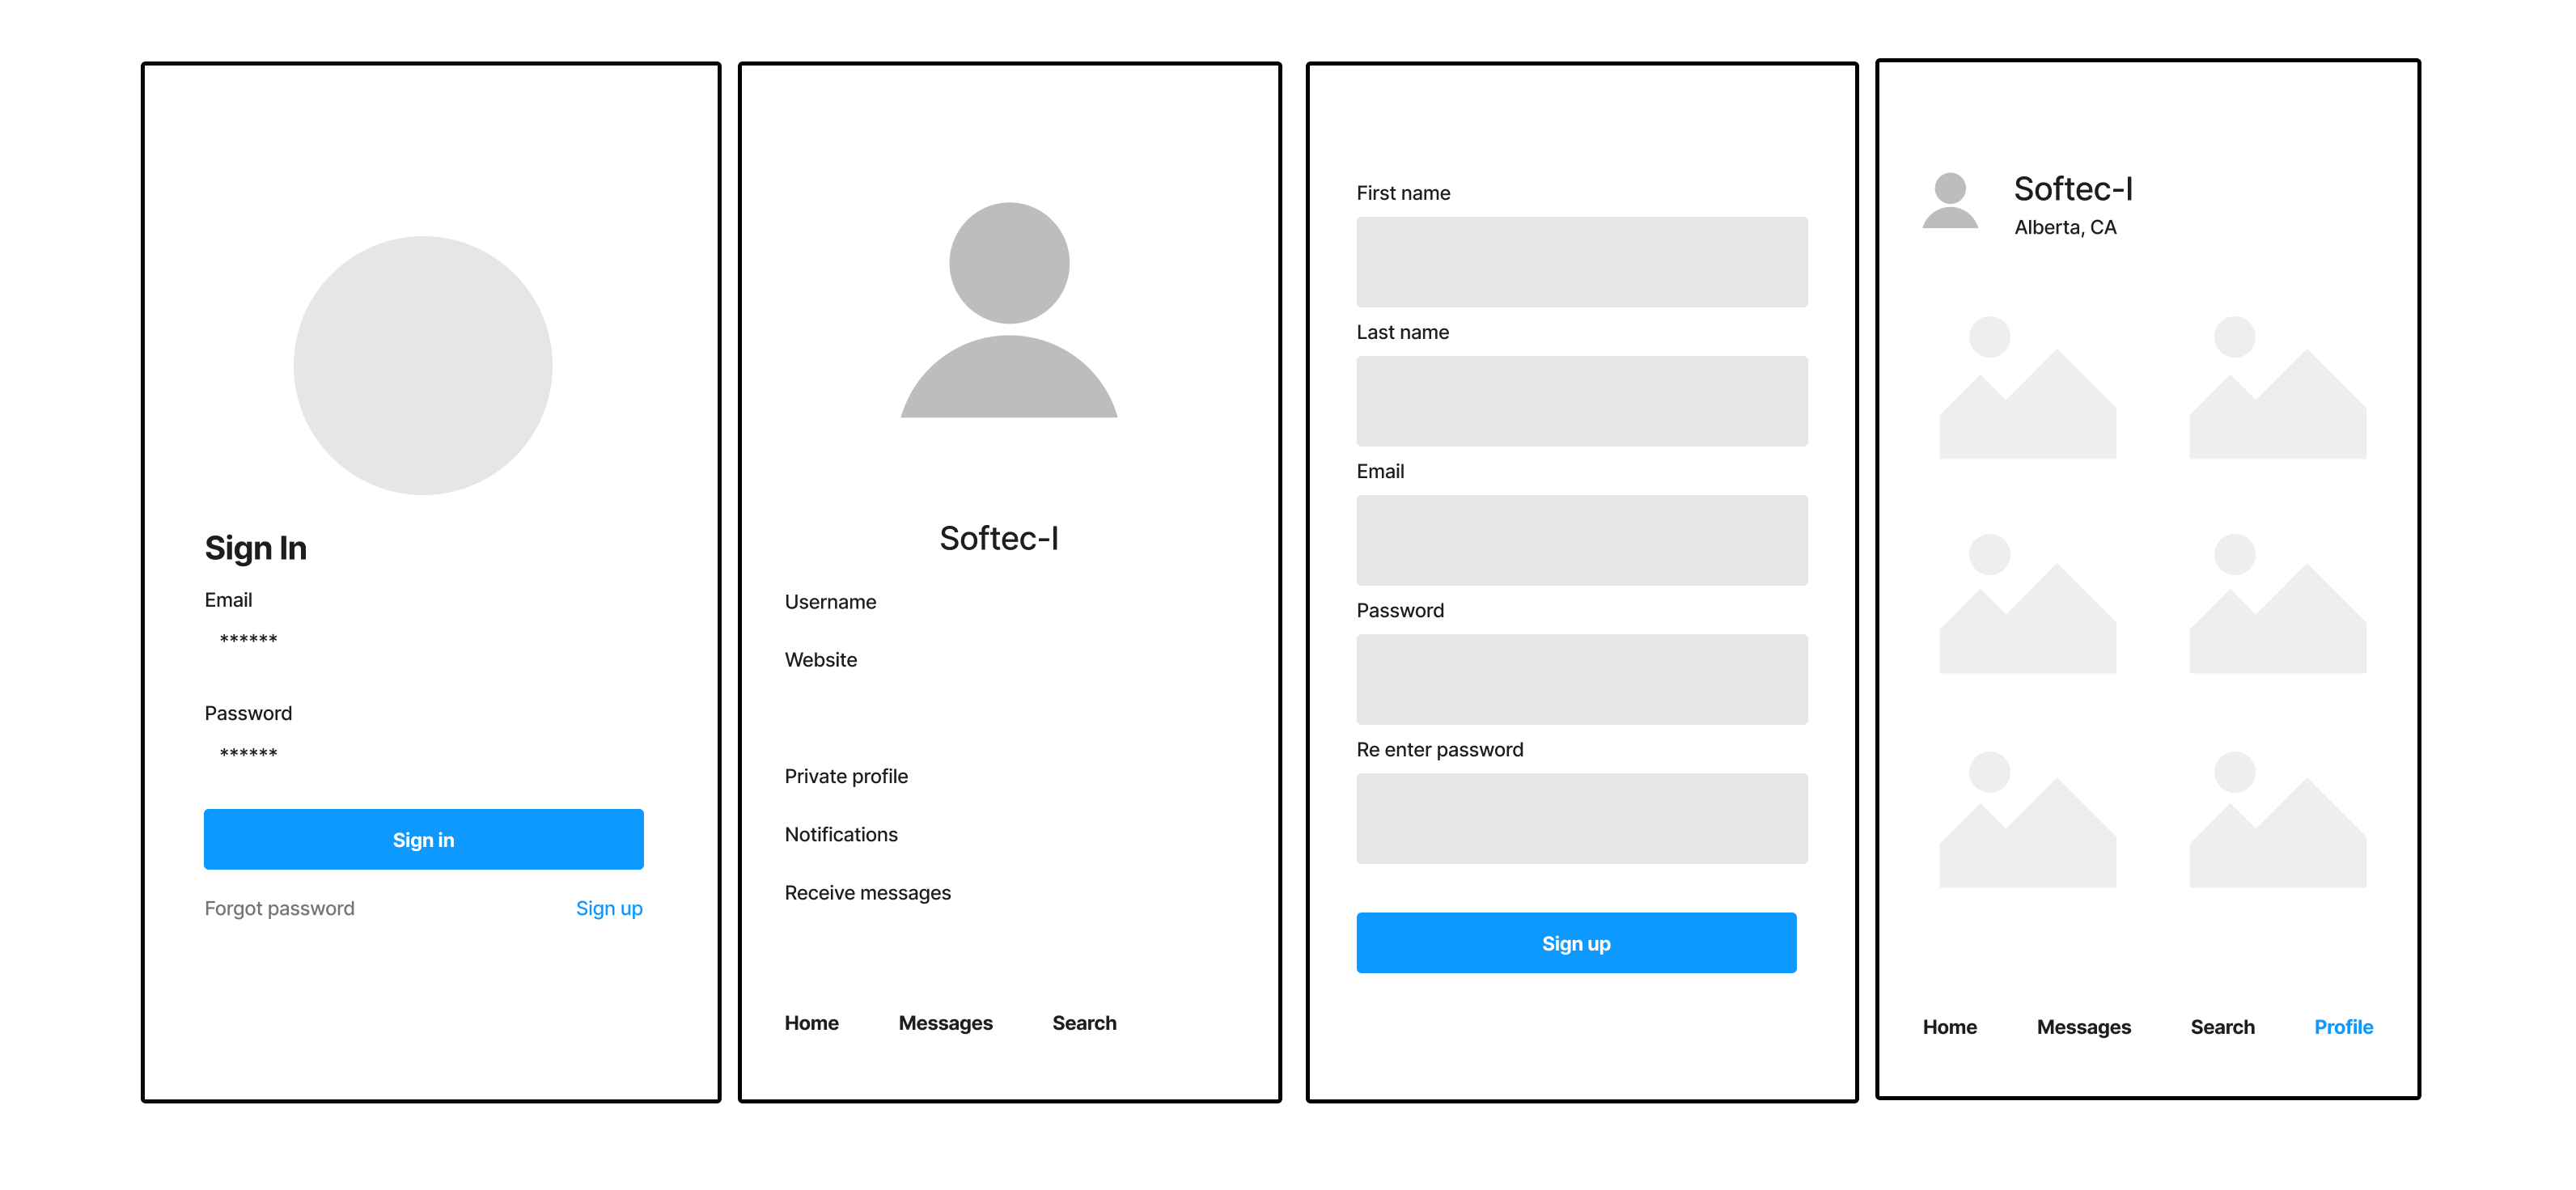 Sign In
Email
******
Password
******
Sign in
Forgot password Sign up
Softec-I
Username
Website
Private profile
Notifications
Receive messages
Home Messages Search
First name
Last name
Email
Password
Re enter password
Sign up
Softec-I
Alberta, CA
Home Messages Search Profile